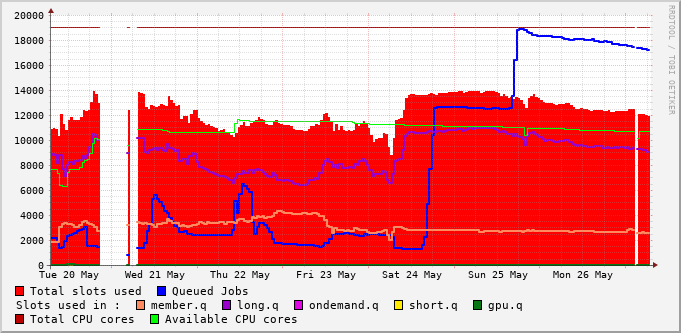 20000
18000
16000
14000
12000
10000
8000
6000
4000
2000
0
Tue 20 May Wed 21 May Thu 22 May Fri 23 May Sat 24 May Sun 25 May Mon 26 May
Total slots used Queued Jobs
Slots used in : member.q long.q ondemand.q short.q gpu.q
Total CPU cores Available CPU cores
RRDTOOL / TOBI OETIKER